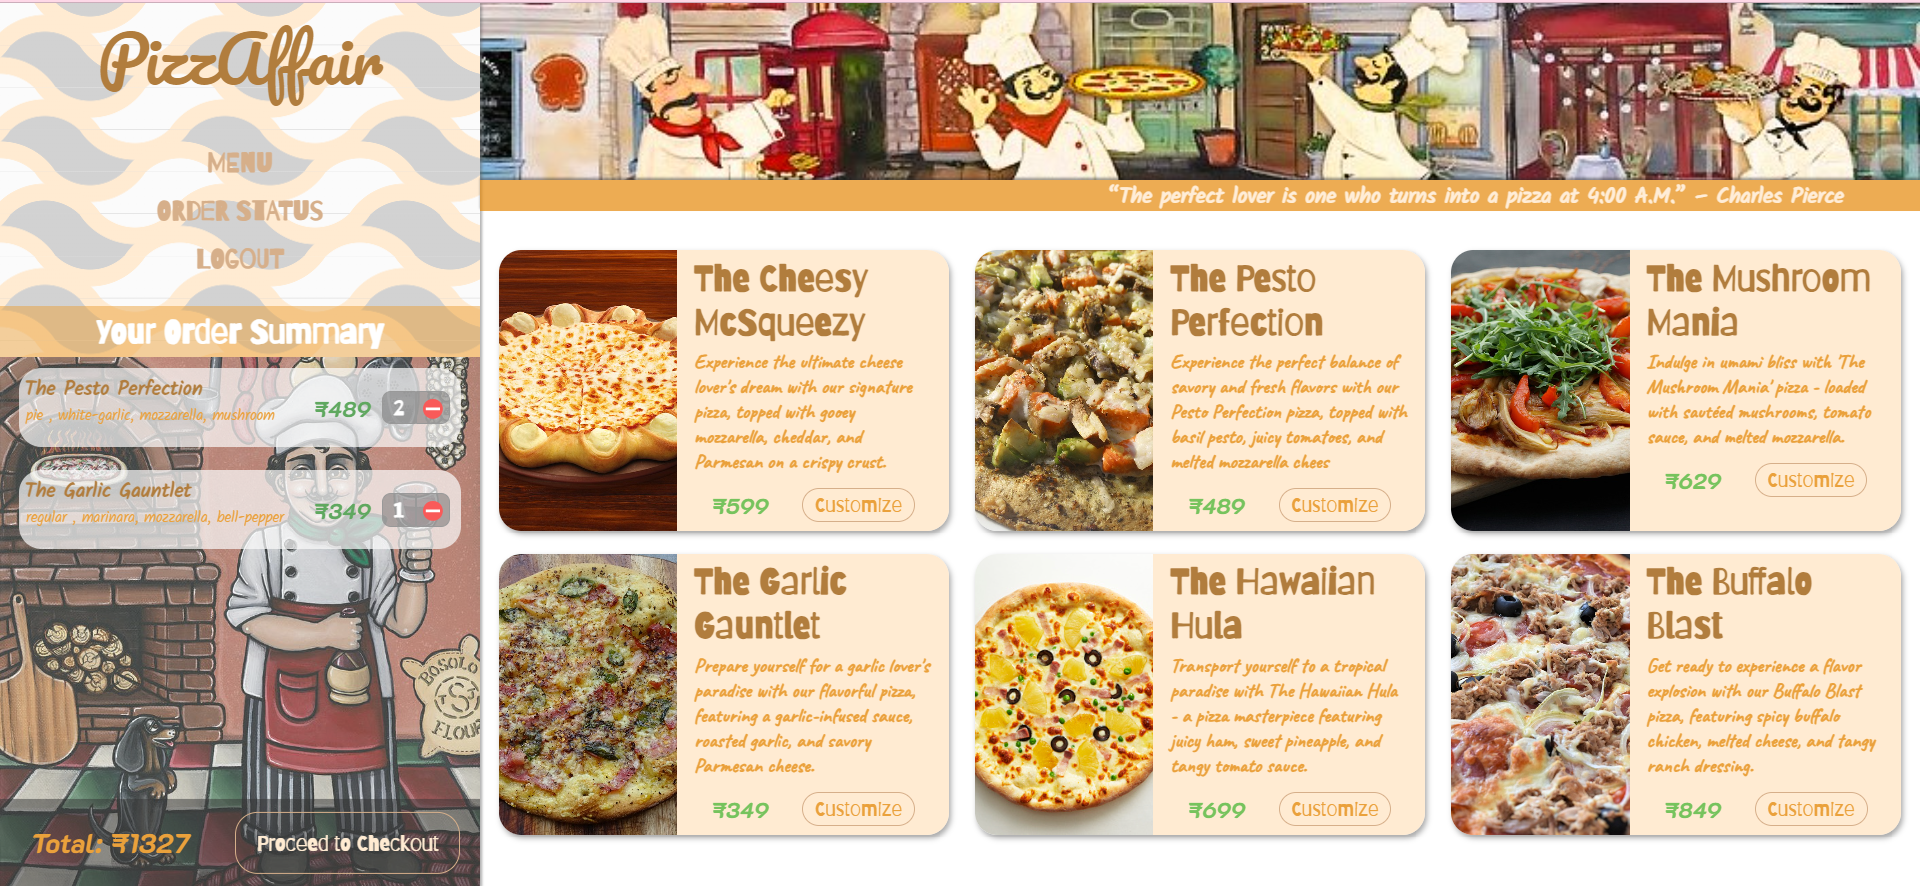 PizzAffair
MENU
ORDER STATUS
LOGOUT
Your Order Summary
The Pesto Perfection
pie , white-garlic, mozzarella, mushroom
₹489
2
The Garlic Gauntlet
regular , marinara, mozzarella, bell-pepper
₹349
1
BOSOLO
$
FLOUR
Total: ₹1327
Proceed to Checkout
“The perfect lover is one who turns into a pizza at 4:00 A.M.” – Charles Pierce
The Cheesy
McSqueezy
Experience the ultimate cheese
lover's dream with our signature
pizza, topped with gooey
mozzarella, cheddar, and
Parmesan on a crispy crust.
₹599
Customize
The Pesto
Perfection
Experience the perfect balance of
savory and fresh flavors with our
Pesto Perfection pizza, topped with
basil pesto, juicy tomatoes, and
melted mozzarella chees
₹489
Customize
The Mushroom
Mania
Indulge in umami bliss with 'The
Mushroom Mania' pizza - loaded
with sautéed mushrooms, tomato
sauce, and melted mozzarella.
₹629
Customize
The Garlic
Gauntlet
Prepare yourself for a garlic lover's
paradise with our flavorful pizza,
featuring a garlic-infused sauce,
roasted garlic, and savory
Parmesan cheese.
₹349
Customize
The Hawaiian
Hula
Transport yourself to a tropical
paradise with The Hawaiian Hula
- a pizza masterpiece featuring
juicy ham, sweet pineapple, and
tangy tomato sauce.
₹699
Customize
The Buffalo
Blast
Get ready to experience a flavor
explosion with our Buffalo Blast
pizza, featuring spicy buffalo
chicken, melted cheese, and tangy
ranch dressing.
₹849
Customize